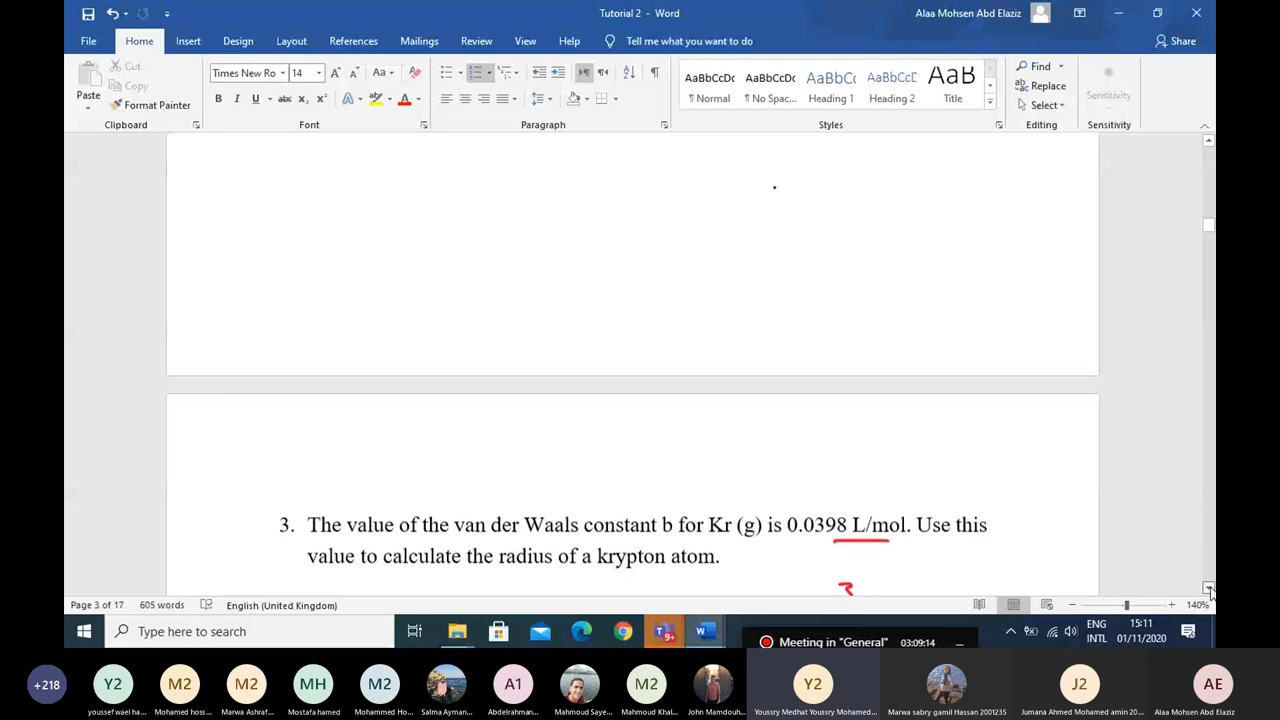 Tutorial 2 - Word
Alaa Mohsen Abd Elaziz
File Home Insert Design Layout References Mailings Review View Help Tell me what you want to do Share
Paste
Cut
Copy
Format Painter
Clipboard
Times New Ro 14
Aa
B I U abc x₂ x² A A
Font
Paragraph
AaBbCcDc AaBbCcDc AaBbCc AaBbCcD AaB
¶ Normal ¶ No Spac... Heading 1 Heading 2 Title
Styles
Find
Replace
Select
Editing
Sensitivity
Sensitivity
3. The value of the van der Waals constant b for Kr (g) is 0.0398 L/mol. Use this
value to calculate the radius of a krypton atom.
Page 3 of 17 605 words English (United Kingdom) 140%
Type here to search
9+
Meeting in "General" 03:09:14
ENG
INTL
15:11
01/11/2020
+218 Y2 M2 M2 MH M2 A1 M2 Y2 J2 AE
youssef wael ha... Mohamed hoss... Marwa Ashraf... Mostafa hamed Mohammed Ho... Salma Ayman... Abdelrahman... Mahmoud Saye... Mahmoud Khal... John Mamdouh... Youssry Medhat Youssry Mohamed... Marwa sabry gamil Hassan 2001235 Jumana Ahmed Mohamed amin 20... Alaa Mohsen Abd Elaziz